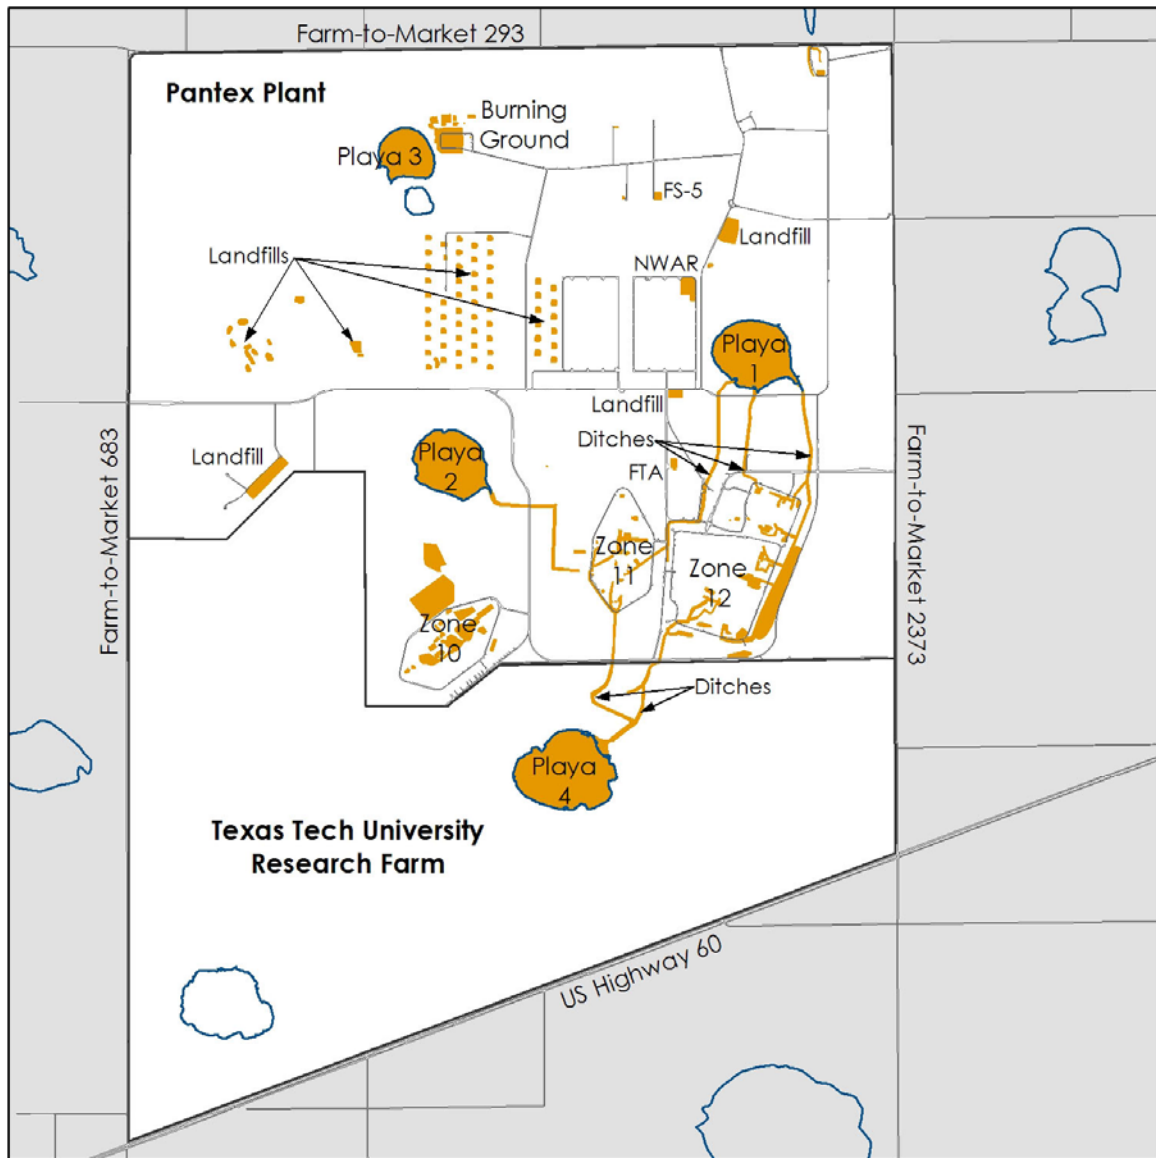 Farm-to-Market 293
Pantex Plant
Burning
Ground
Playa 3
FS-5
Landfill
Landfills
NWAR
Playa
1
Landfill
Ditches
FTA
Playa
2
Landfill
Farm-to-Market 683
Farm-to-Market 2373
Zone
11
Zone
12
Zone
10
Ditches
Playa
4
Texas Tech University
Research Farm
US Highway 60